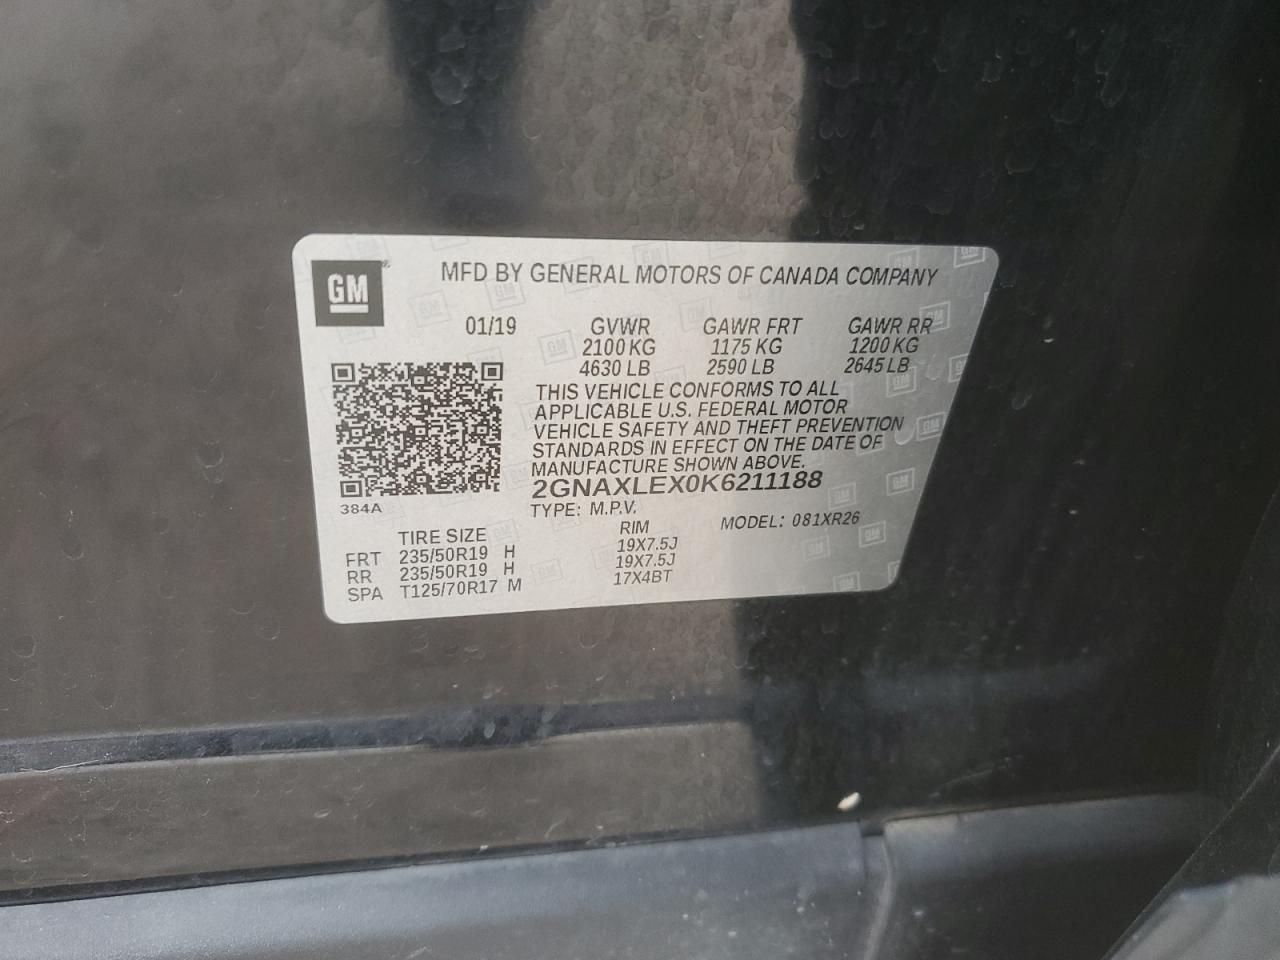 GM
MFD BY GENERAL MOTORS OF CANADA COMPANY
01/19 GVWR GAWR FRT GAWR RR
2100 KG 1175 KG 1200 KG
4630 LB 2590 LB 2645 LB
THIS VEHICLE CONFORMS TO ALL
APPLICABLE U.S. FEDERAL MOTOR
VEHICLE SAFETY AND THEFT PREVENTION
STANDARDS IN EFFECT ON THE DATE OF
MANUFACTURE SHOWN ABOVE.
2GNAXLEX0K6211188
384A
TYPE: M.P.V. MODEL: 081XR26
TIRE SIZE RIM
FRT 235/50R19 H 19X7.5J
RR 235/50R19 H 19X7.5J
SPA T125/70R17 M 17X4BT